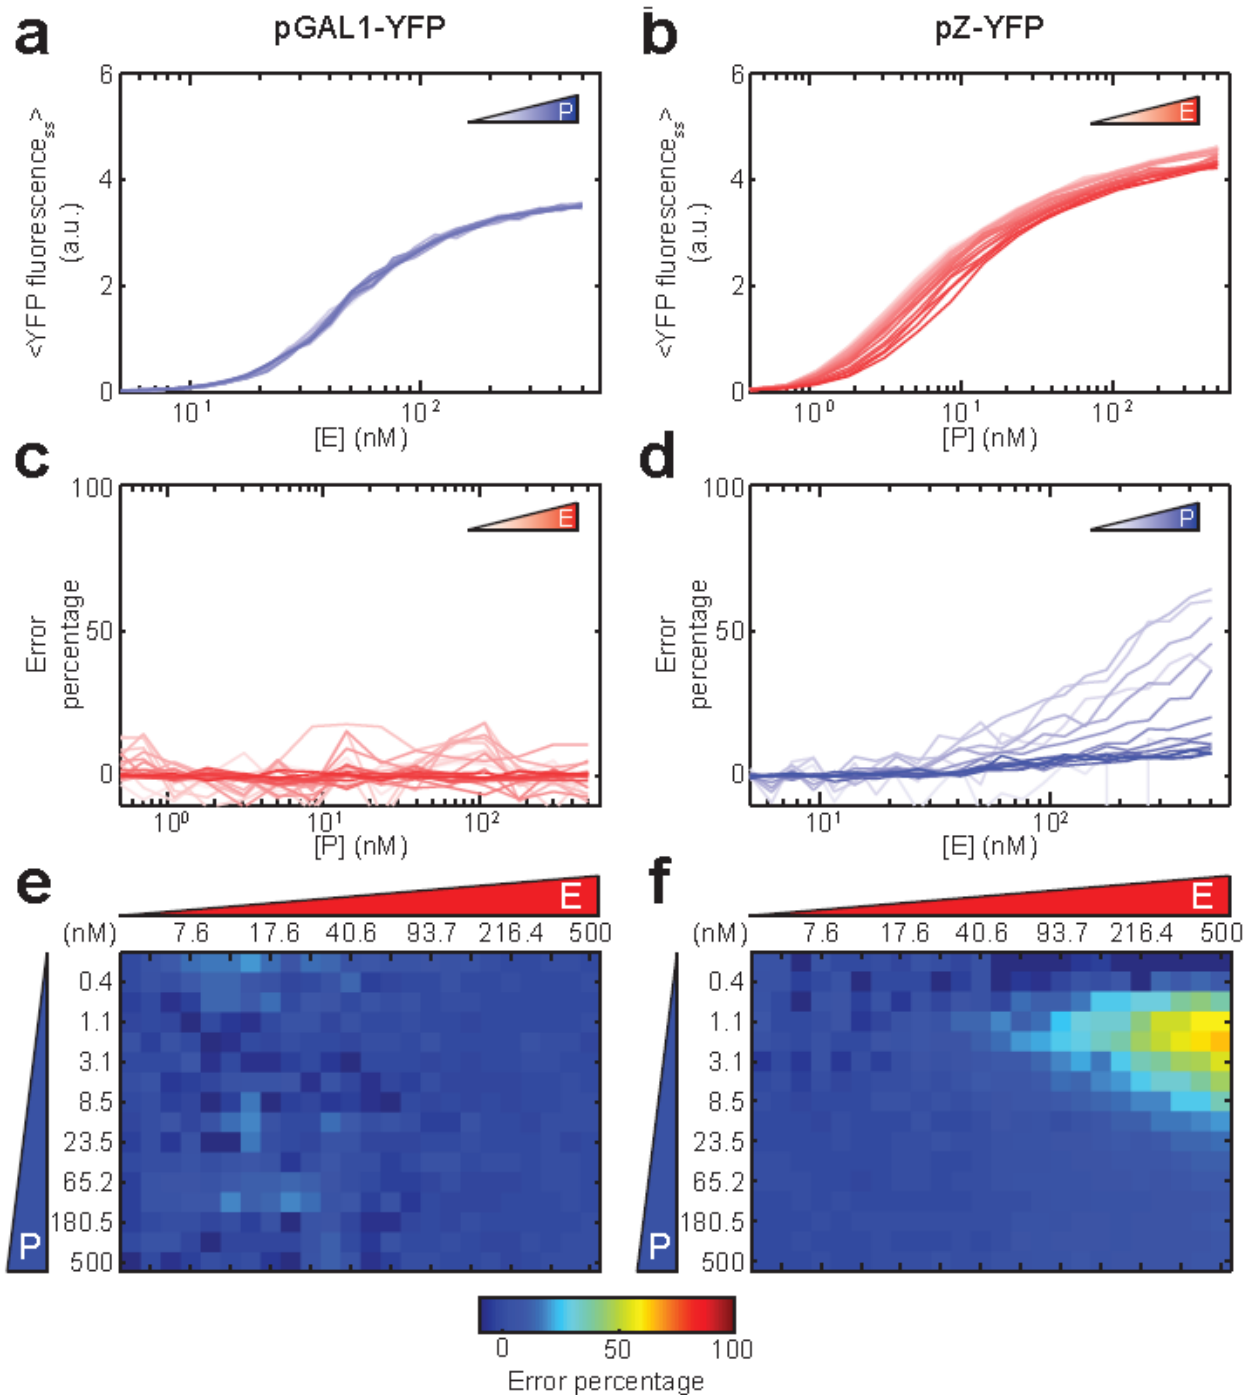 a pGAL1-YFP
b pZ-YFP
<YFP fluorescence_ss>
(a.u.)
6
4
2
0
P
10¹ 10²
[E] (nM)
<YFP fluorescence_ss>
(a.u.)
6
4
2
0
E
10⁰ 10¹ 10²
[P] (nM)
c
Error
percentage
100
50
0
E
10⁰ 10¹ 10²
[P] (nM)
d
Error
percentage
100
50
0
P
10¹ 10²
[E] (nM)
e
E
(nM) 7.6 17.6 40.6 93.7 216.4 500
0.4
1.1
3.1
8.5
23.5
65.2
180.5
500
P
f
E
(nM) 7.6 17.6 40.6 93.7 216.4 500
0.4
1.1
3.1
8.5
23.5
65.2
180.5
500
P
0 50 100
Error percentage